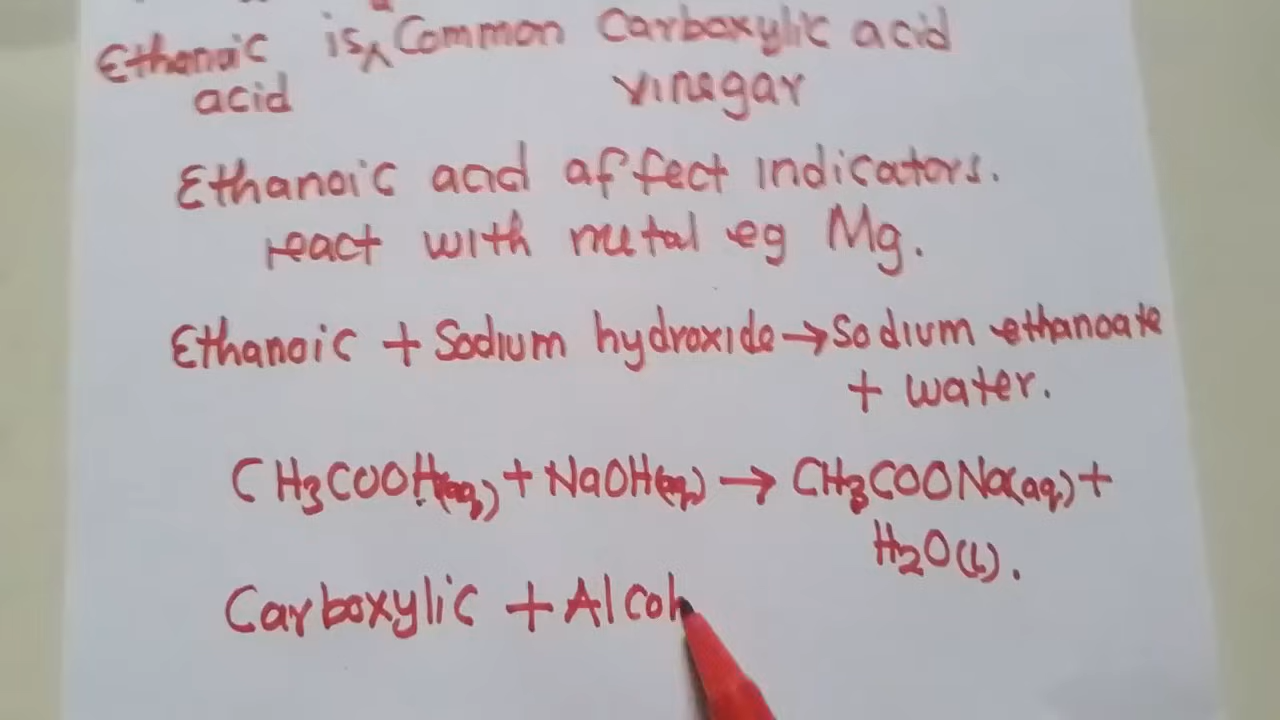 Ethanoic is ^ a Common Carboxylic acid
acid vinegar
Ethanoic acid affect indicators.
react with metal eg Mg.
Ethanoic + Sodium hydroxide → Sodium ethanoate
+ water.
CH3COOH(aq) + NaOH(aq) → CH3COONa(aq) +
H2O(l).
Carboxylic + Alcoh